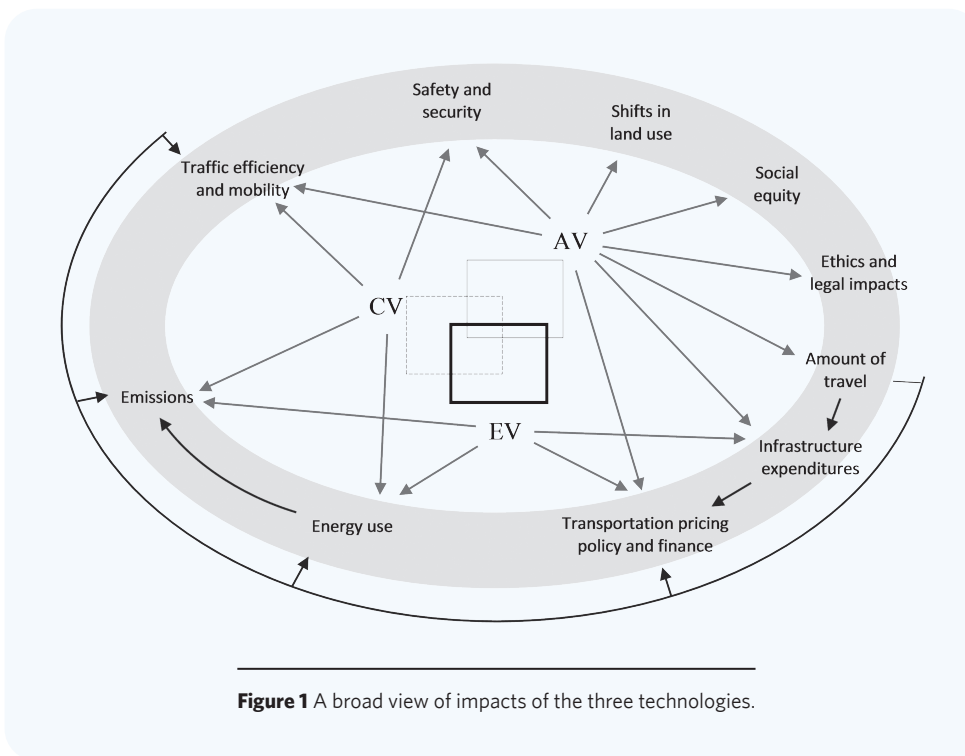 Safety and
security
Shifts in
land use
Traffic efficiency
and mobility
Social
equity
AV
Ethics and
legal impacts
CV
Amount of
travel
Emissions
EV
Infrastructure
expenditures
Energy use
Transportation pricing
policy and finance
Figure 1 A broad view of impacts of the three technologies.